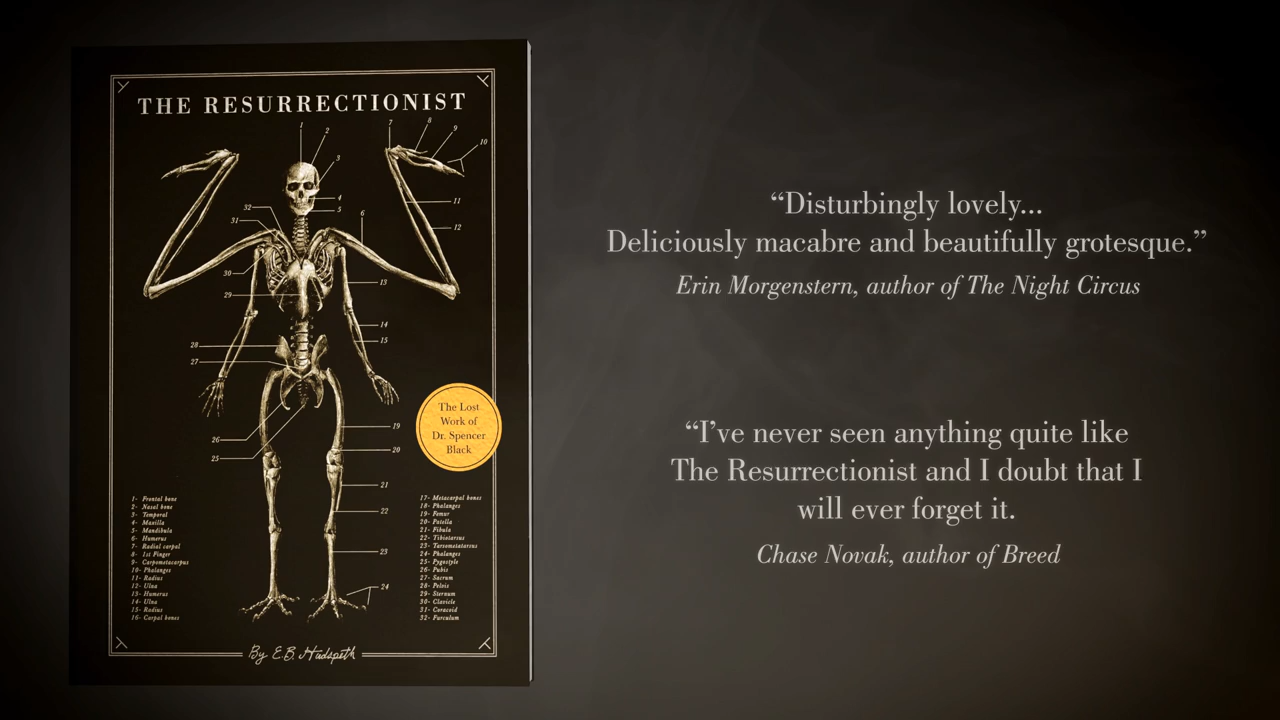 THE RESURRECTIONIST
1
2
3
4
5
6
7
8
9
10
11
12
13
14
15
19
20
21
22
23
24
32
31
30
29
28
27
26
25
The Lost
Work of
Dr. Spencer
Black
1- Frontal bone
2- Nasal bone
3- Temporal
4- Maxilla
5- Mandibula
6- Humerus
7- Radial carpal
8- 1st Finger
9- Carpometacarpus
10- Phalanges
11- Radius
12- Ulna
13- Humerus
14- Ulna
15- Radius
16- Carpal bones
17- Metacarpal bones
18- Phalanges
19- Femur
20- Patella
21- Fibula
22- Tibiotarsus
23- Tarsometatarsus
24- Phalanges
25- Pygostyle
26- Pubis
27- Sacrum
28- Pelvis
29- Sternum
30- Clavicle
31- Coracoid
32- Furculum
By E.B. Hudspeth
“Disturbingly lovely...
Deliciously macabre and beautifully grotesque.”
Erin Morgenstern, author of The Night Circus
“I’ve never seen anything quite like
The Resurrectionist and I doubt that I
will ever forget it.
Chase Novak, author of Breed